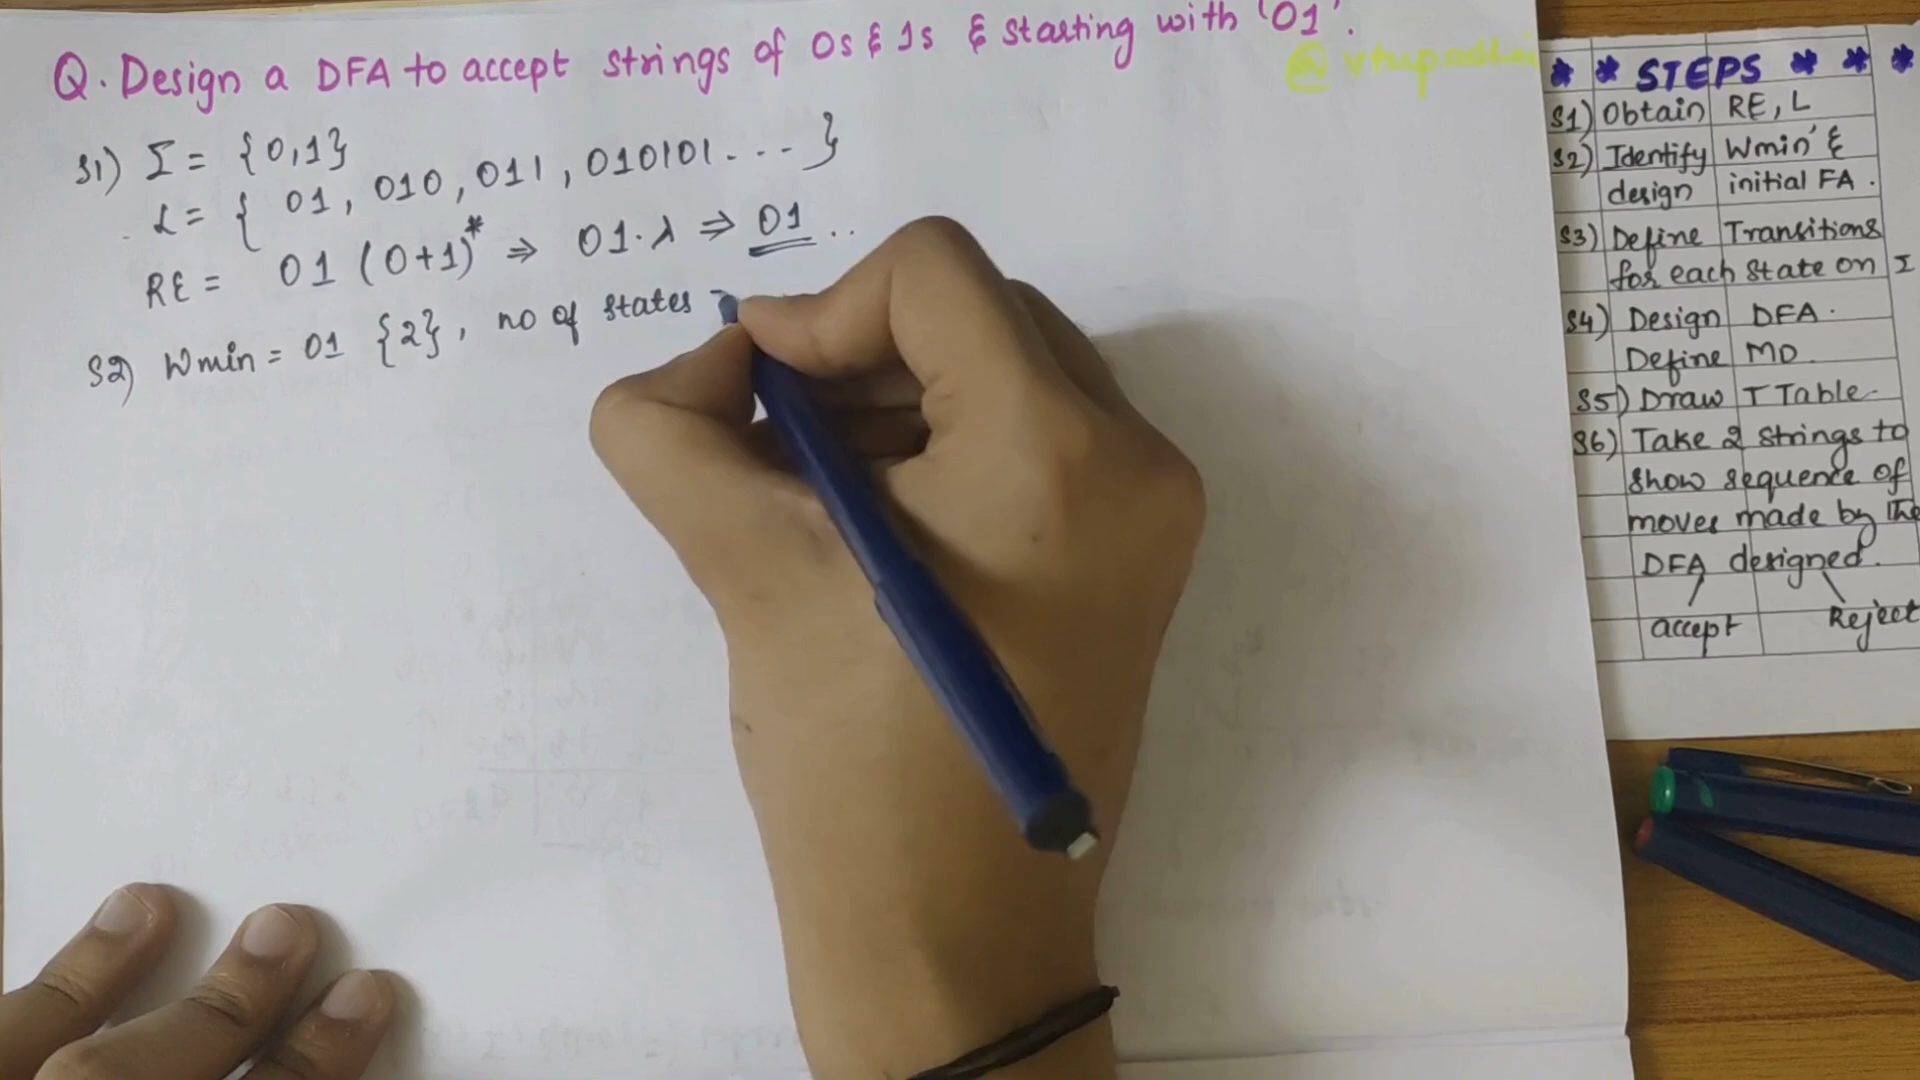 Q. Design a DFA to accept strings of 0s & 1s & starting with '01'.
S1) Σ = {0,1}
L = { 01, 010, 011, 010101 . . . }
RE = 01 (0+1)* ⇒ 01.λ ⇒ 01 ..
S2) Wmin = 01 {2}, no of states
* * STEPS * * *
S1) Obtain RE, L
S2) Identify Wmin' &
design initial FA .
S3) Define Transitions
for each State on Σ
S4) Design DFA.
Define MD.
S5) Draw T Table.
S6) Take 2 strings to
show sequence of
moves made by the
DFA designed.
accept Reject